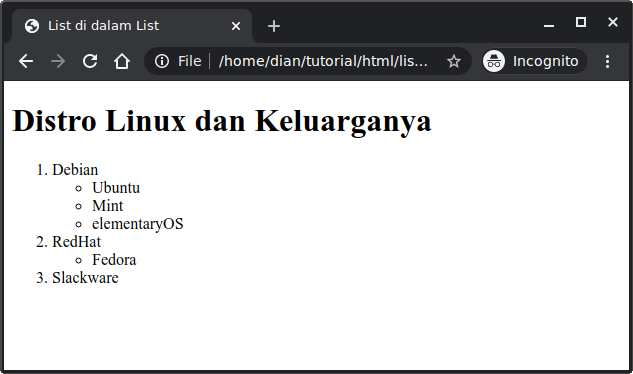 List di dalam List
File
/home/dian/tutorial/html/lis...
Incognito
Distro Linux dan Keluarganya
1. Debian
Ubuntu
Mint
elementaryOS
2. RedHat
Fedora
3. Slackware